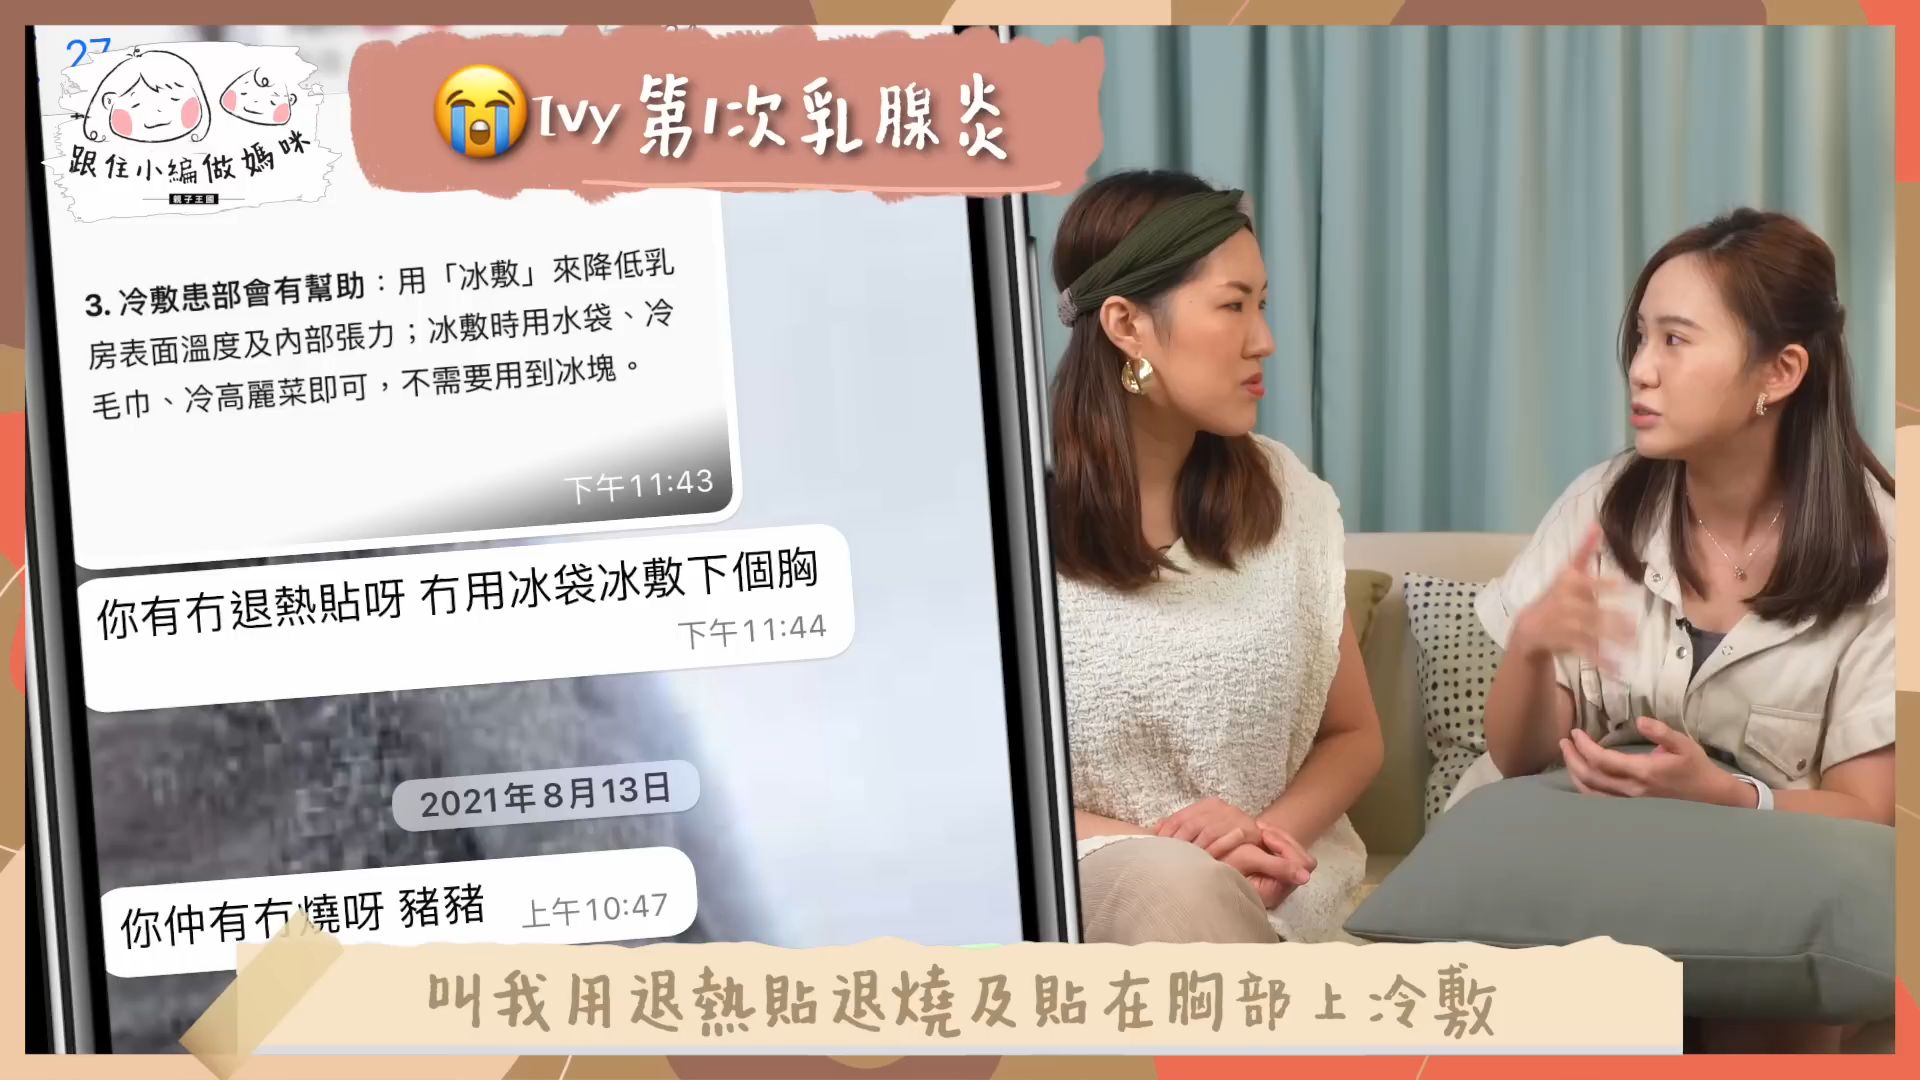 27
跟住小編做媽咪
親子王國
😭Ivy第1次乳腺炎
3. 冷敷患部會有幫助：用「冰敷」來降低乳
房表面溫度及內部張力；冰敷時用水袋、冷
毛巾、冷高麗菜即可，不需要用到冰塊。
下午11:43
你有冇退熱貼呀 冇用冰袋冰敷下個胸
下午11:44
2021年8月13日
你仲有冇燒呀 豬豬
上午10:47
叫我用退熱貼退燒及貼在胸部上冷敷